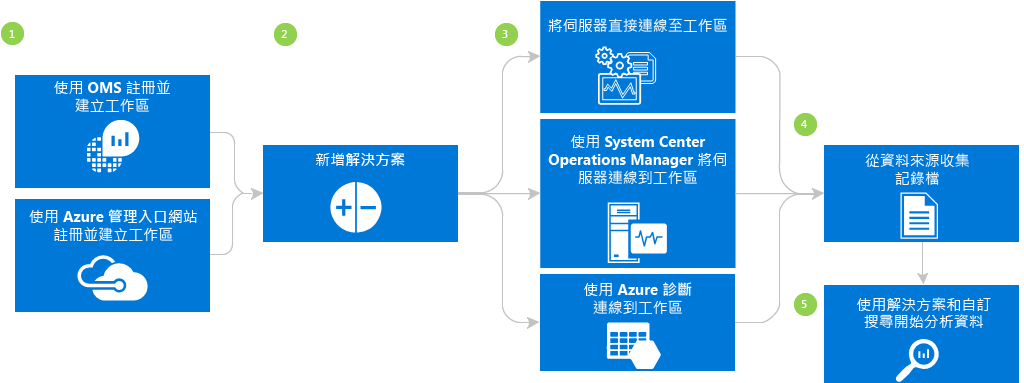 1
使用 OMS 註冊並
建立工作區
使用 Azure 管理入口網站
註冊並建立工作區
2
新增解決方案
3
將伺服器直接連線至工作區
使用 System Center
Operations Manager 將伺
服器連線到工作區
使用 Azure 診斷
連線到工作區
4
從資料來源收集
記錄檔
5
使用解決方案和自訂
搜尋開始分析資料